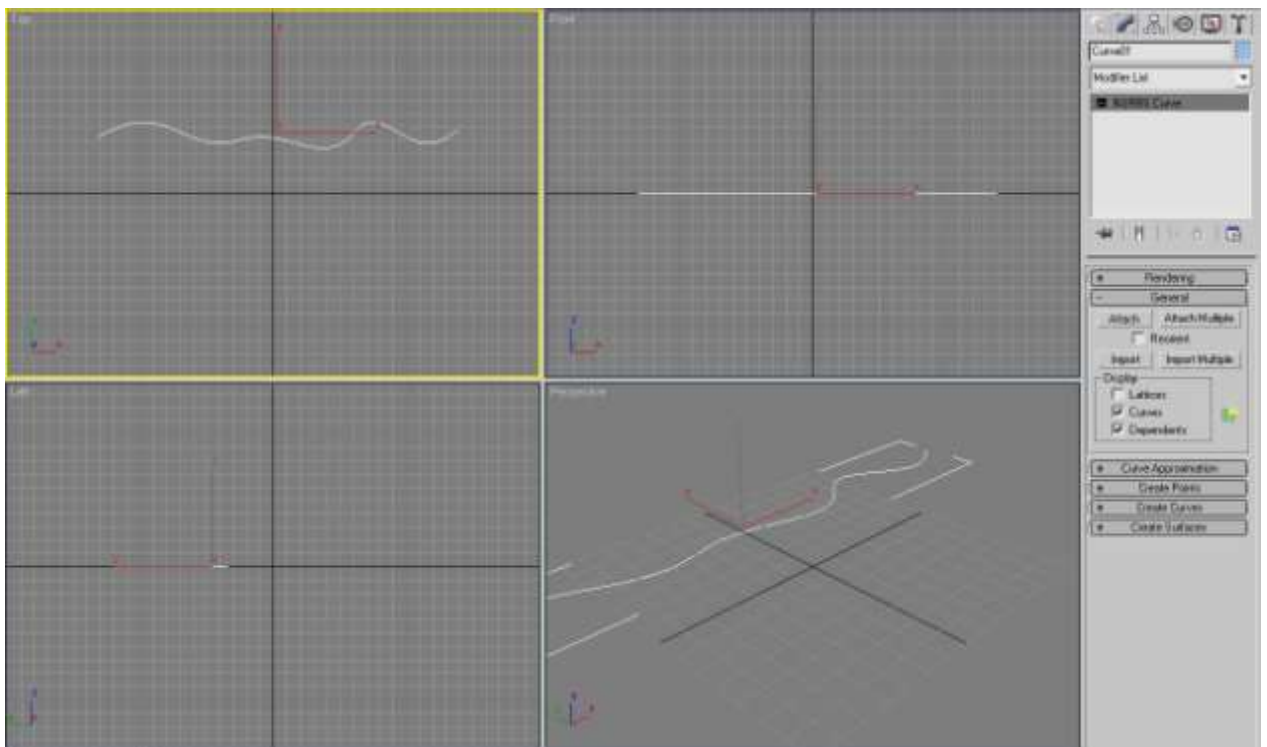 Top
Front
Left
Perspective
Curve01
Modifier List
NURBS Curve
Rendering
General
Attach
Attach Multiple
Reorient
Import
Import Multiple
Display
Lattices
Curves
Dependents
Curve Approximation
Create Points
Create Curves
Create Surfaces